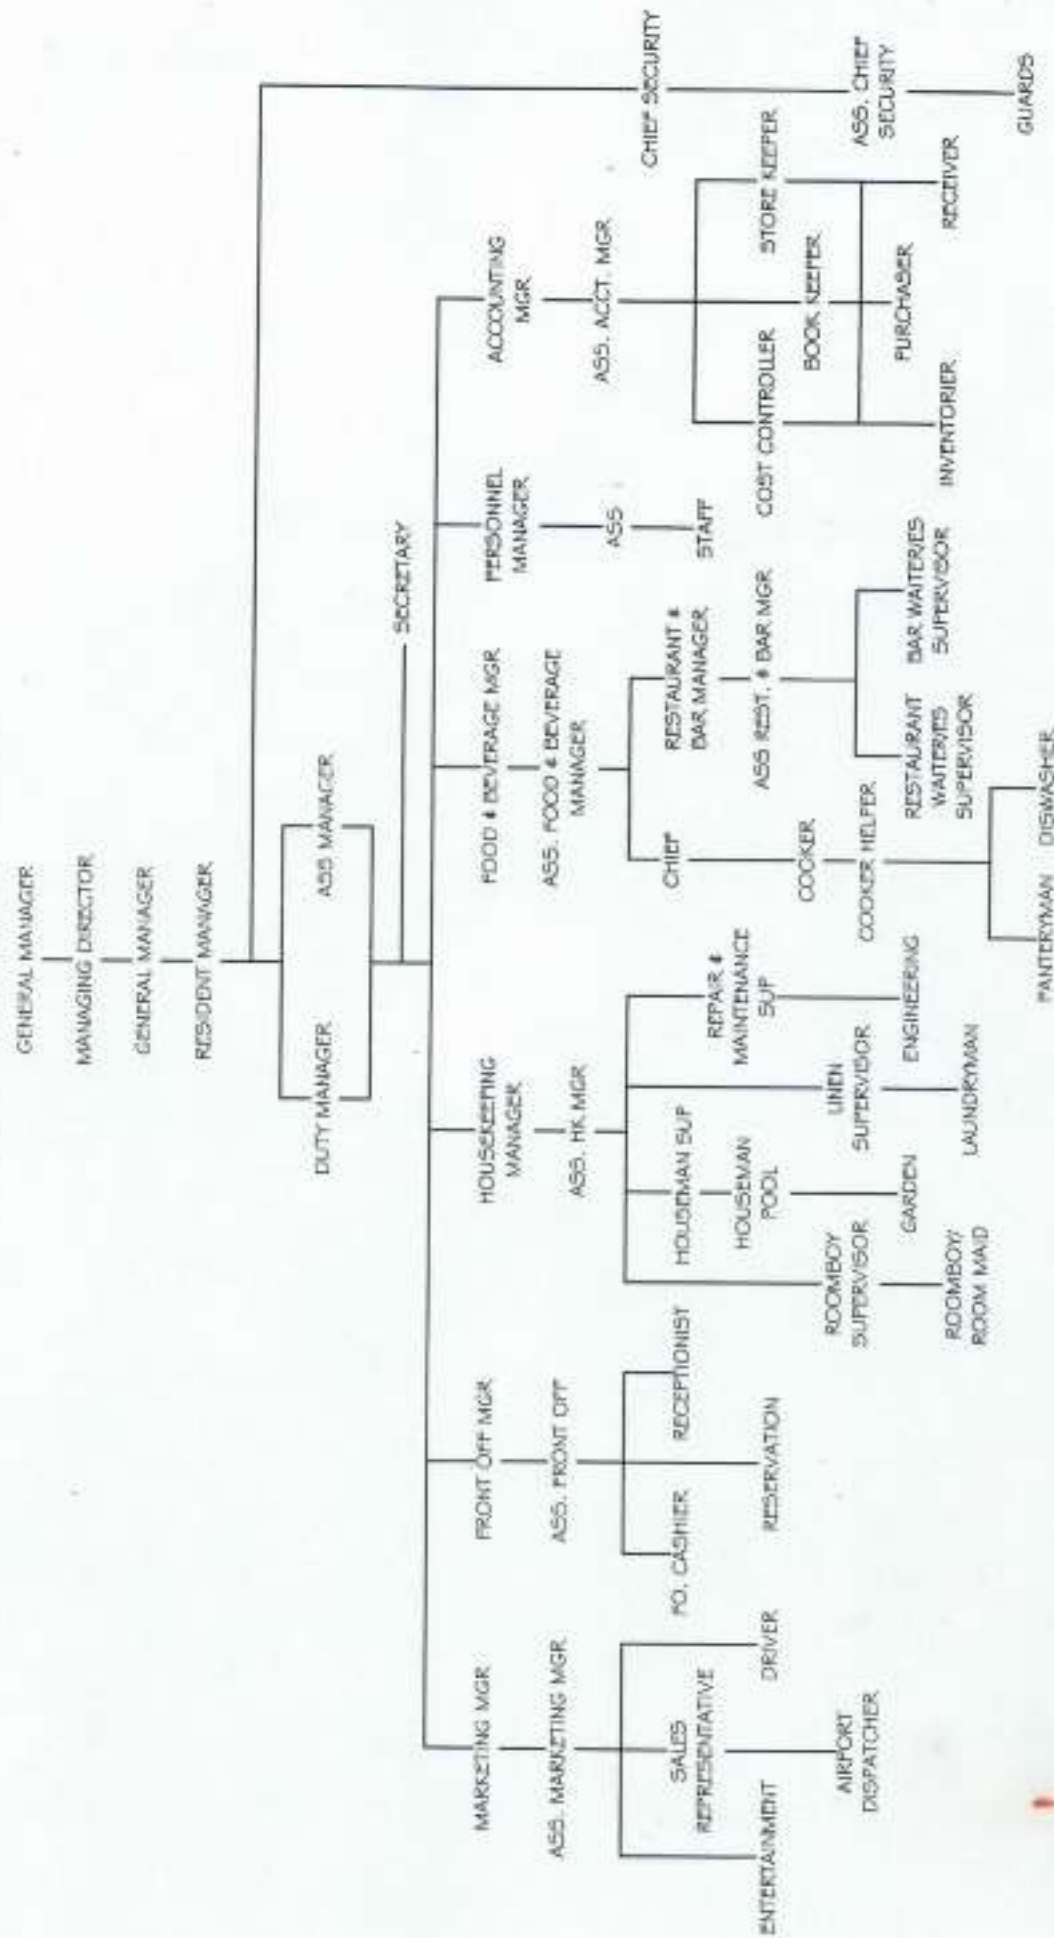 GENERAL MANAGER
MANAGING DIRECTOR
GENERAL MANAGER
RESIDENT MANAGER
DUTY MANAGER
ASS MANAGER
SECRETARY
MARKETING MGR
ASS. MARKETING MGR
ENTERTAINMENT
SALES
REPRESENTATIVE
DRIVER
AIRPORT
DISPATCHER
FRONT OFF MGR
ASS. FRONT OFF
FO. CASHIER
RECEPTIONIST
RESERVATION
HOUSEKEEPING
MANAGER
ASS. HK MGR
ROOMBOY
SUPERVISOR
ROOMBOY/
ROOM MAID
HOUSEMAN SUP
HOUSEMAN
POOL
GARDEN
LINEN
SUPERVISOR
LAUNDRYMAN
REPAIR &
MAINTENANCE
SUP
ENGINEERING
FOOD & BEVERAGE MGR
ASS. FOOD & BEVERAGE
MANAGER
CHIEF
COOKER
COOKER HELPER
PANTERYMAN
DISWASHER
RESTAURANT &
BAR MANAGER
ASS REST. & BAR MGR
RESTAURANT
WAITER/ES
SUPERVISOR
BAR WAITER/ES
SUPERVISOR
PERSONNEL
MANAGER
ASS
STAFF
ACCOUNTING
MGR
ASS. ACCT. MGR
COST CONTROLLER
BOOK KEEPER
STORE KEEPER
INVENTORIER
PURCHASER
RECEIVER
CHIEF SECURITY
ASS. CHIEF
SECURITY
GUARDS